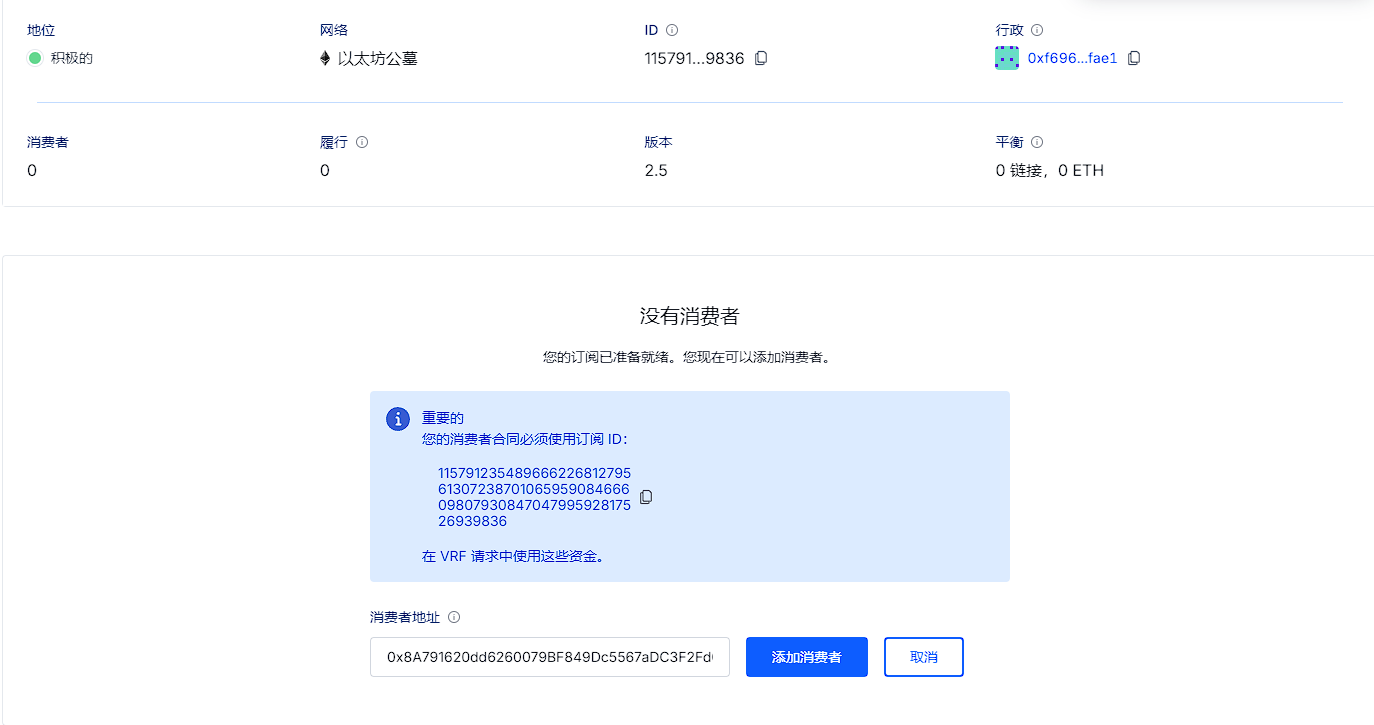 地位
网络
ID
行政
积极的
以太坊公墓
115791...9836
0xf696...fae1
消费者
履行
版本
平衡
0
0
2.5
0 链接，0 ETH
没有消费者
您的订阅已准备就绪。您现在可以添加消费者。
重要的
您的消费者合同必须使用订阅 ID：
115791235489666226812795
61307238701065959084666
09807930847047995928175
26939836
在 VRF 请求中使用这些资金。
消费者地址
0x8A791620dd6260079BF849Dc5567aDC3F2Fd
添加消费者
取消